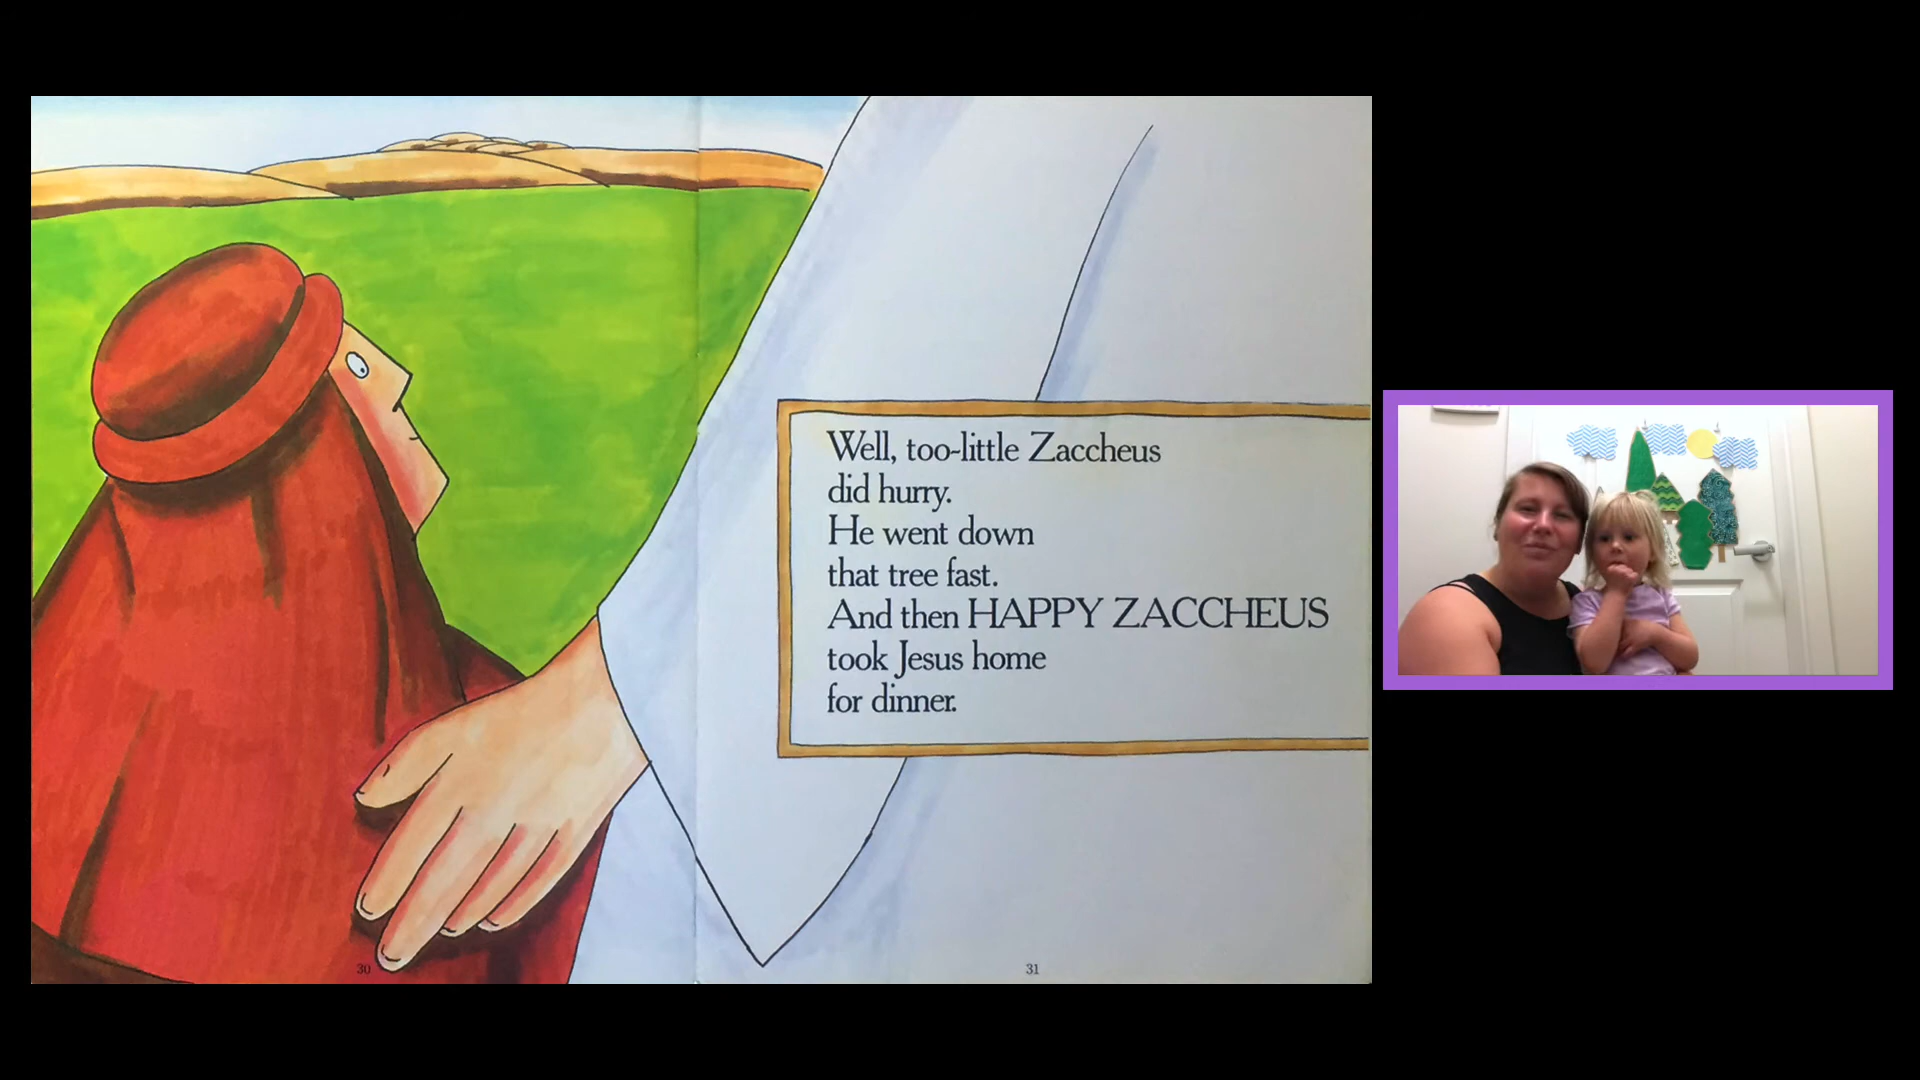 Well, too-little Zaccheus
did hurry.
He went down
that tree fast.
And then HAPPY ZACCHEUS
took Jesus home
for dinner.
30
31